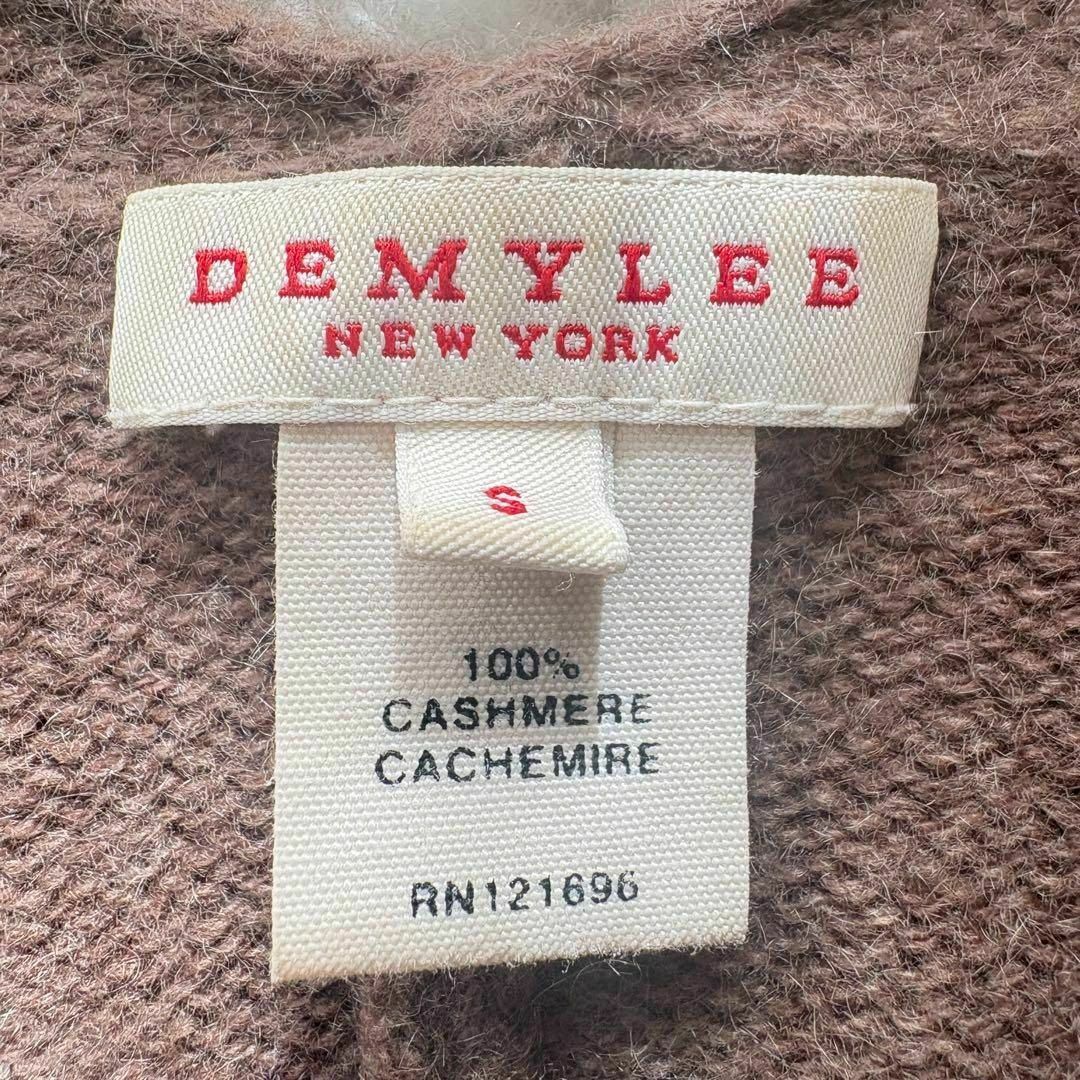 DEMYLEE
NEW YORK
S
100%
CASHMERE
CACHEMIRE
RN121696